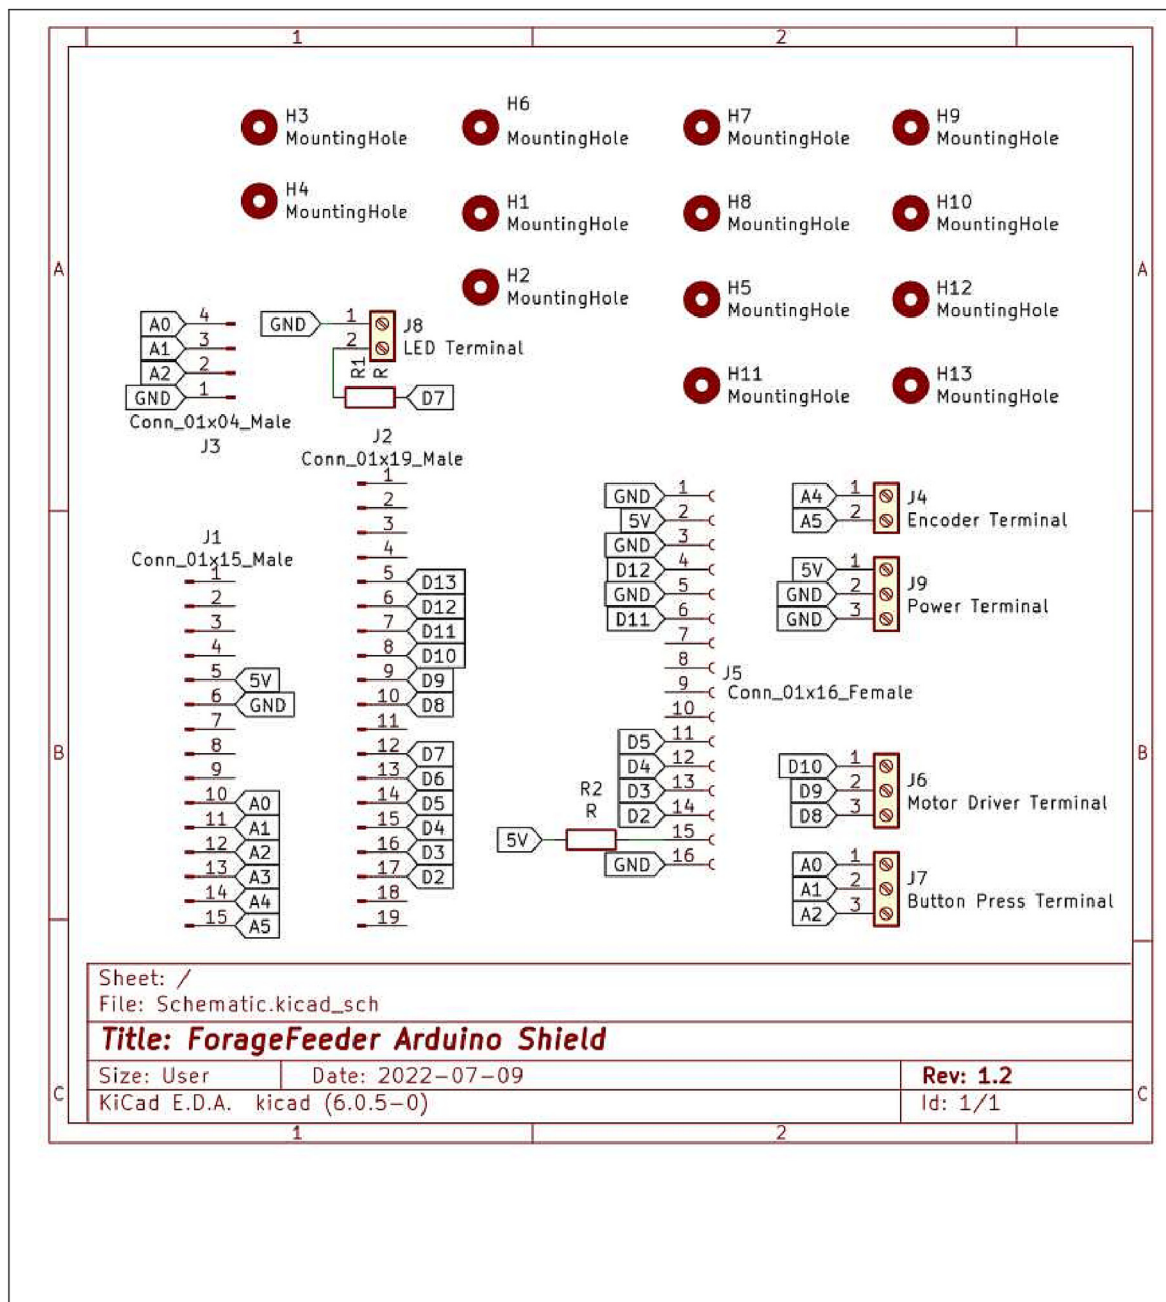 1 2
H3
MountingHole
H6
MountingHole
H7
MountingHole
H9
MountingHole
H4
MountingHole
H1
MountingHole
H8
MountingHole
H10
MountingHole
A A
H2
MountingHole
H5
MountingHole
H12
MountingHole
H11
MountingHole
H13
MountingHole
A0 4
A1 3
A2 2
GND 1
Conn_01x04_Male
J3
GND 1
2
J8
LED Terminal
R1
R
D7
J2
Conn_01x19_Male
1
2
3
4
5 D13
6 D12
7 D11
8 D10
9 D9
10 D8
11
12 D7
13 D6
14 D5
15 D4
16 D3
17 D2
18
19
J1
Conn_01x15_Male
1
2
3
4
5 5V
6 GND
7
8
9
10 A0
11 A1
12 A2
13 A3
14 A4
15 A5
GND 1
5V 2
GND 3
D12 4
GND 5
D11 6
7
8
9
10
D5 11
D4 12
D3 13
D2 14
15
GND 16
J5
Conn_01x16_Female
R2
R
5V
A4 1
A5 2
J4
Encoder Terminal
5V 1
GND 2
GND 3
J9
Power Terminal
B B
D10 1
D9 2
D8 3
J6
Motor Driver Terminal
A0 1
A1 2
A2 3
J7
Button Press Terminal
Sheet: /
File: Schematic.kicad_sch
Title: ForageFeeder Arduino Shield
Size: User Date: 2022-07-09 Rev: 1.2
KiCad E.D.A. kicad (6.0.5-0) Id: 1/1
C C
1 2